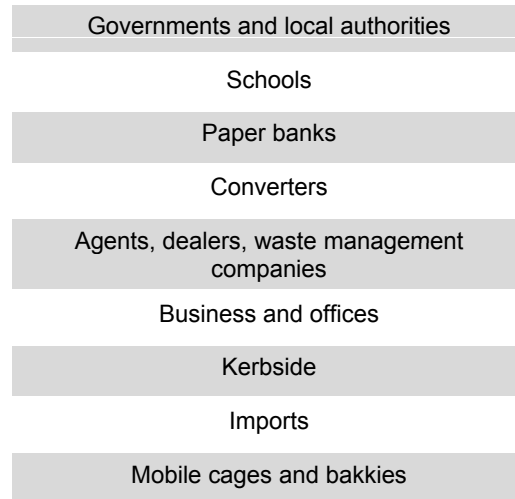 Governments and local authorities
Schools
Paper banks
Converters
Agents, dealers, waste management
companies
Business and offices
Kerbside
Imports
Mobile cages and bakkies